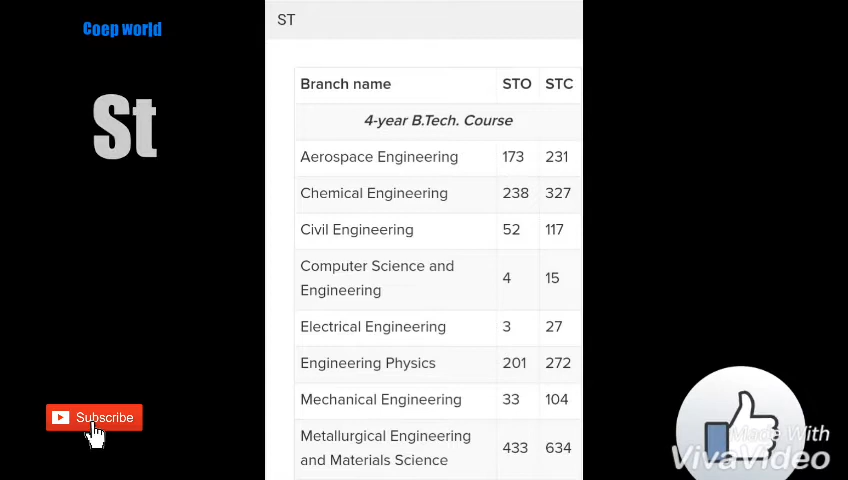 Coep world
St
ST
Branch name STO STC
4-year B.Tech. Course
Aerospace Engineering 173 231
Chemical Engineering 238 327
Civil Engineering 52 117
Computer Science and
Engineering 4 15
Electrical Engineering 3 27
Engineering Physics 201 272
Mechanical Engineering 33 104
Metallurgical Engineering
and Materials Science 433 634
Subscribe
Made With
VivaVideo